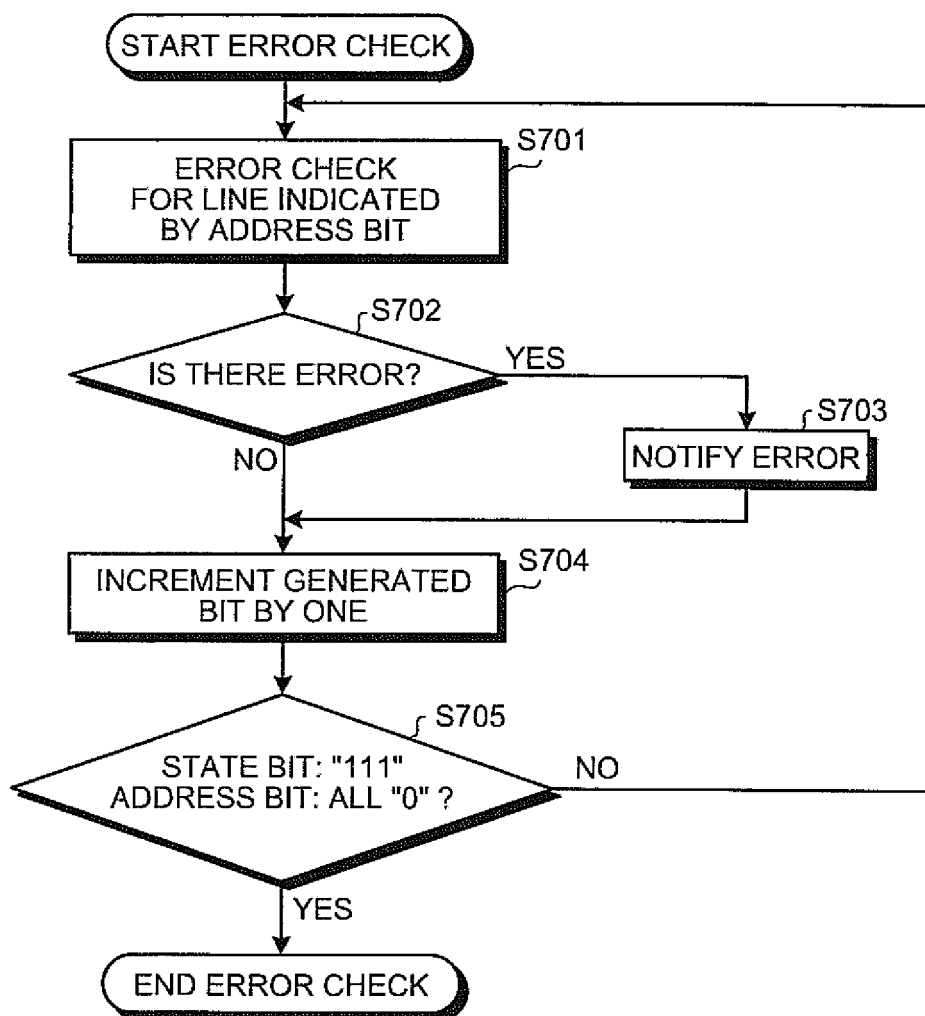 START ERROR CHECK
S701
ERROR CHECK
FOR LINE INDICATED
BY ADDRESS BIT
S702
IS THERE ERROR?
YES
S703
NOTIFY ERROR
NO
S704
INCREMENT GENERATED
BIT BY ONE
S705
STATE BIT: "111"
ADDRESS BIT: ALL "0" ?
NO
YES
END ERROR CHECK